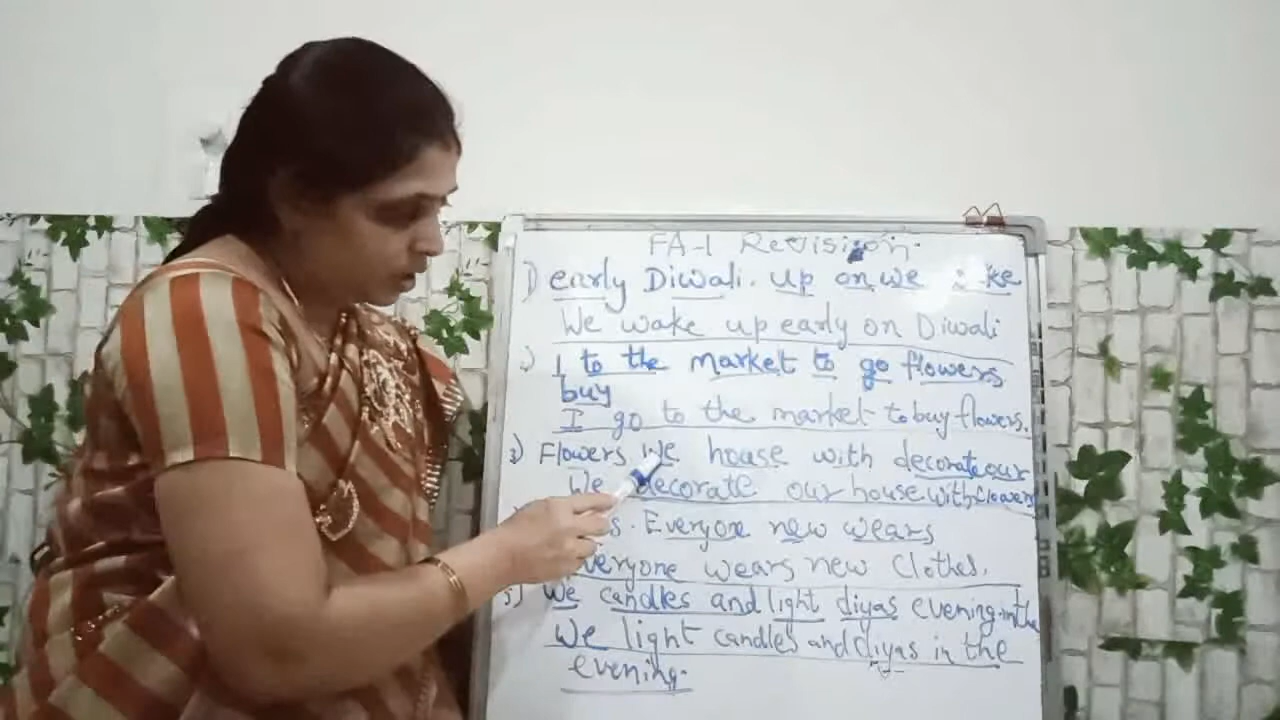 FA-1 Revision.
1) early Diwali. up on we ke
We wake up early on Diwali
I to the market to go flowers
buy
I go to the market to buy flowers.
3) Flowers We house with decorate our
We decorate our house with flowers
Everyone new wears
everyone wears new clothes.
5) We candles and light diyas evening. in the
We light candles and diyas in the
evening.